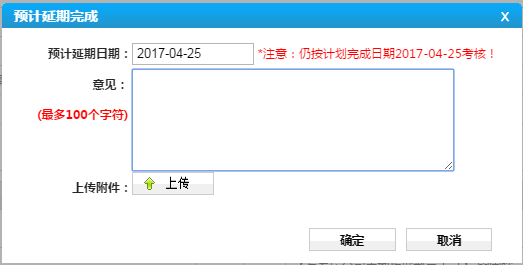 预计延期完成 X
预计延期日期： 2017-04-25 *注意：仍按计划完成日期2017-04-25考核！
意见：
(最多100个字符)
上传附件： 上传
确定 取消